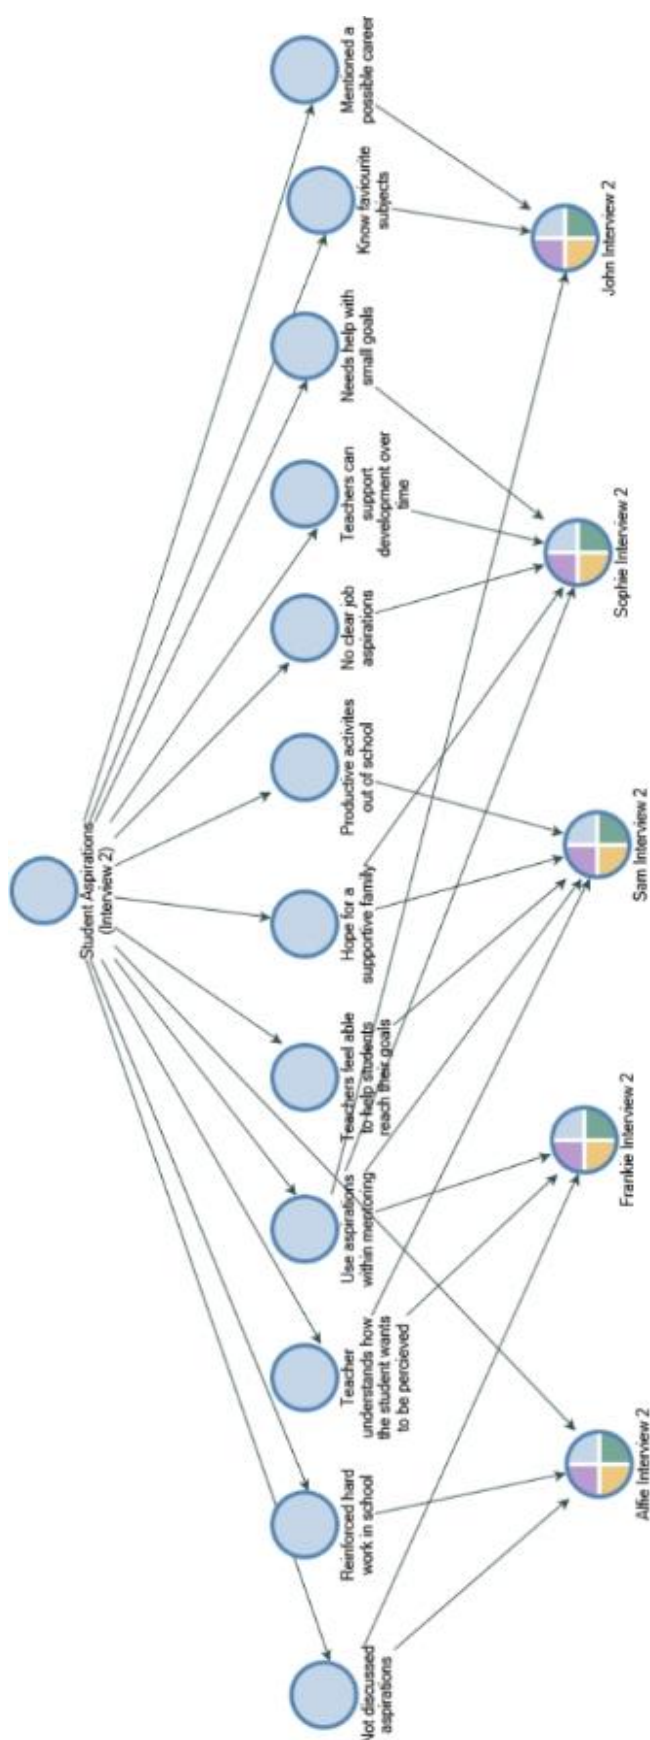 Student Aspirations
(Interview 2)
Not discussed
aspirations
Reinforced hard
work in school
Teacher
understands how
the student wants
to be percieved
Use aspirations
within mentoring
Teachers feel able
to help students
reach their goals
Hope for a
supportive family
Productive activites
out of school
No clear job
aspirations
Teachers can
support
development over
time
Needs help with
small goals
Know faviourite
subjects
Mentioned a
possible career
Alfie Interview 2
Frankie Interview 2
Sam Interview 2
Sophie Interview 2
John Interview 2